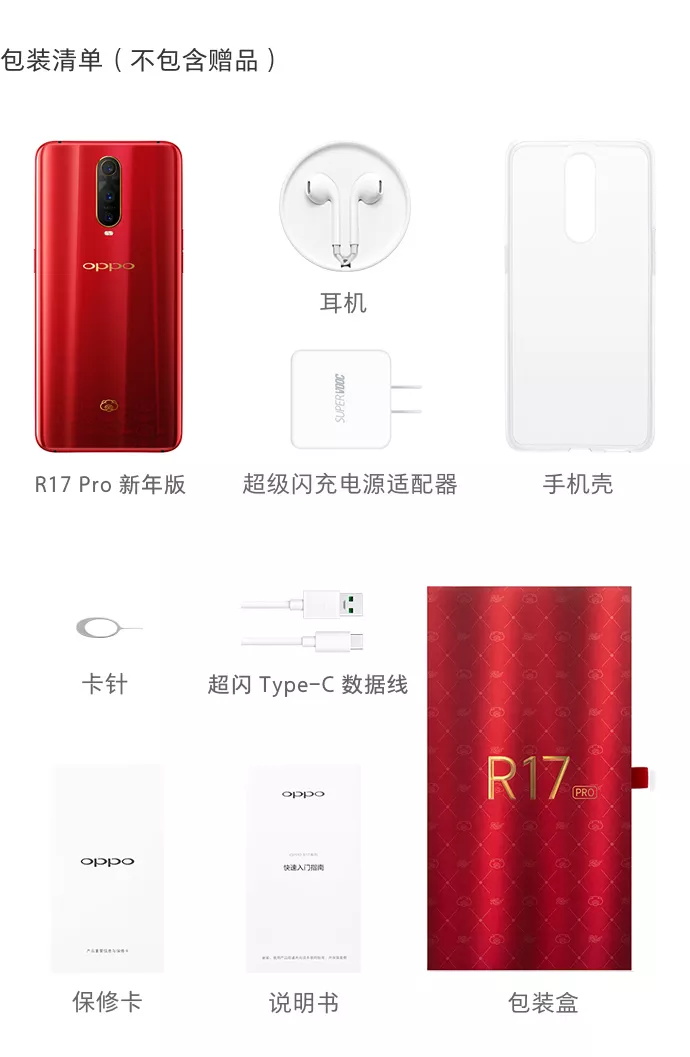 包装清单（不包含赠品）
oppo
R17 Pro 新年版
耳机
SUPERVOOC
超级闪充电源适配器
手机壳
卡针
超闪 Type-C 数据线
oppo
保修卡
oppo
快速入门指南
说明书
R17 PRO
包装盒